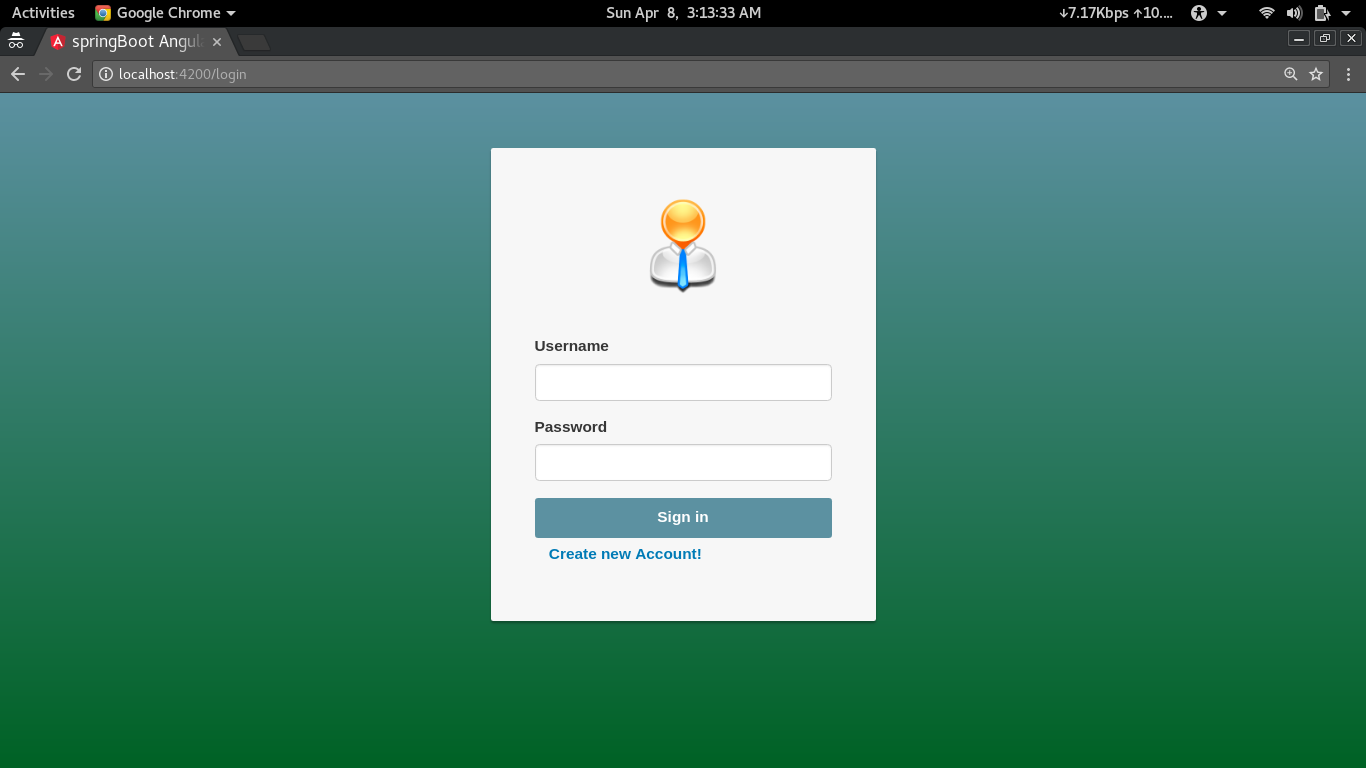 Activities Google Chrome Sun Apr 8, 3:13:33 AM ↓7.17Kbps ↑10....
springBoot Angul
localhost:4200/login
Username
Password
Sign in
Create new Account!